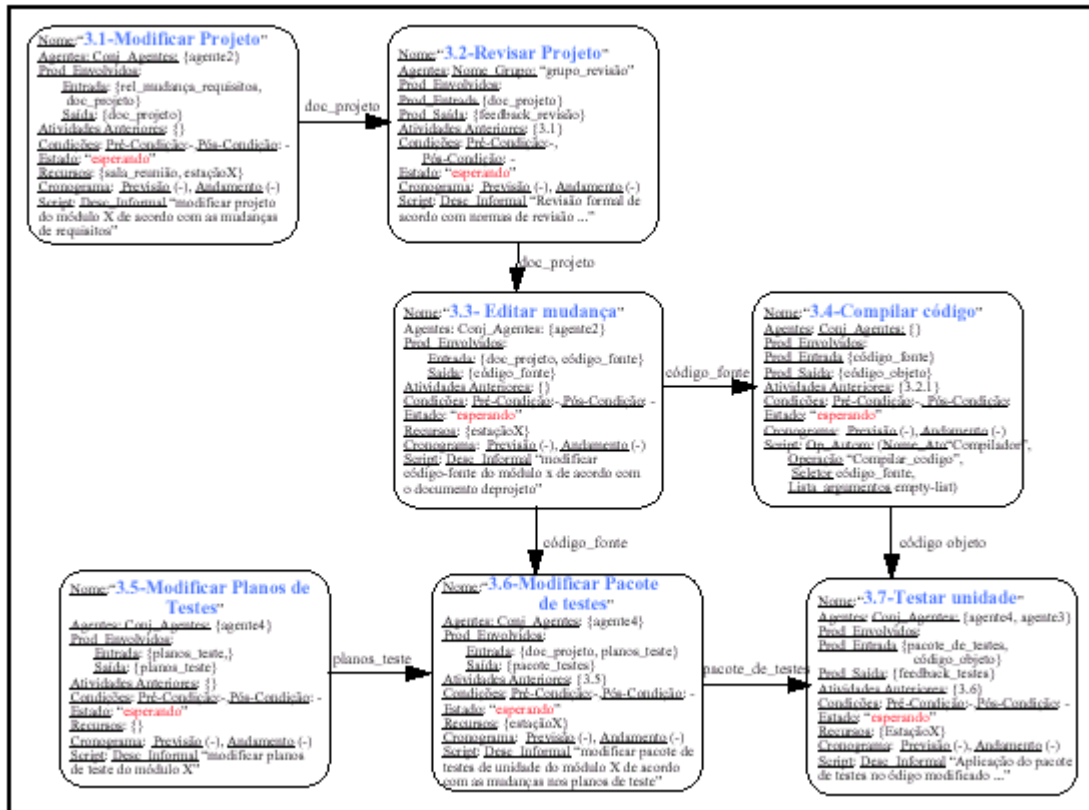 Nome:"3.1-Modificar Projeto"
Agentes: Conj_Agentes: {agente2}
Prod_Envolvidos:
Entrada: {rel_mudança_requisitos,
doc_projeto}
Saída: {doc_projeto}
Atividades Anteriores: {}
Condições: Pré-Condição:-, Pós-Condição: -
Estado: "esperando"
Recursos: {sala_reunião, estaçãoX}
Cronograma: Previsão (-), Andamento (-)
Script: Desc_Informal "modificar projeto
do módulo X de acordo com as mudanças
de requisitos"
doc_projeto
Nome:"3.2-Revisar Projeto"
Agentes: Nome_Grupo: "grupo_revisão"
Prod_Envolvidos:
Prod_Entrada {doc_projeto}
Prod_Saída: {feedback_revisão}
Atividades Anteriores: {3.1}
Condições: Pré-Condição:-,
Pós-Condição: -
Estado: "esperando"
Cronograma: Previsão (-), Andamento (-)
Script: Desc_Informal "Revisão formal de
acordo com normas de revisão ..."
doc_projeto
Nome:"3.3- Editar mudança"
Agentes: Conj_Agentes: {agente2}
Prod_Envolvidos:
Entrada: {doc_projeto, código_fonte}
Saída: {código_fonte}
Atividades Anteriores: {}
Condições: Pré-Condição:-, Pós-Condição: -
Estado: "esperando"
Recursos: {estaçãoX}
Cronograma: Previsão (-), Andamento (-)
Script: Desc_Informal "modificar
código-fonte do módulo x de acordo com
o documento deprojeto"
código_fonte
Nome:"3.4-Compilar código"
Agentes: Conj_Agentes: {}
Prod_Envolvidos:
Prod_Entrada {código_fonte}
Prod_Saída: {código_objeto}
Atividades Anteriores: {3.2.1}
Condições: Pré-Condição:-, Pós-Condição:
Estado: "esperando"
Cronograma: Previsão (-), Andamento (-)
Script: Op_Autom: (Nome_Ato"Compilador",
Operação "Compilar_codigo",
Seletor código_fonte,
Lista_argumentos empty-list)
código_fonte
código objeto
Nome:"3.5-Modificar Planos de
Testes"
Agentes: Conj_Agentes: {agente4}
Prod_Envolvidos:
Entrada: {planos_teste,}
Saída: {planos_teste}
Atividades Anteriores: {}
Condições: Pré-Condição:-, Pós-Condição: -
Estado: "esperando"
Recursos: {}
Cronograma: Previsão (-), Andamento (-)
Script: Desc_Informal "modificar planos
de teste do módulo X"
planos_teste
Nome:"3.6-Modificar Pacote
de testes"
Agentes: Conj_Agentes: {agente4}
Prod_Envolvidos:
Entrada: {doc_projeto, planos_teste}
Saída: {pacote_testes}
Atividades Anteriores: {3.5}
Condições: Pré-Condição:-, Pós-Condição: -
Estado: "esperando"
Recursos: {estaçãoX}
Cronograma: Previsão (-), Andamento (-)
Script: Desc_Informal "modificar pacote de
testes de unidade do módulo X de acordo
com as mudanças nos planos de teste"
pacote_de_testes
Nome:"3.7-Testar unidade"
Agentes: Conj_Agentes: {agente4, agente3}
Prod_Envolvidos:
Prod_Entrada {pacote_de_testes,
código_objeto}
Prod_Saída: {feedback_testes}
Atividades Anteriores: {3.6}
Condições: Pré-Condição:-, Pós-Condição: -
Estado: "esperando"
Recursos: {EstaçãoX}
Cronograma: Previsão (-), Andamento (-)
Script: Desc_Informal "Aplicação do pacote
de testes no ódigo modificado ..."